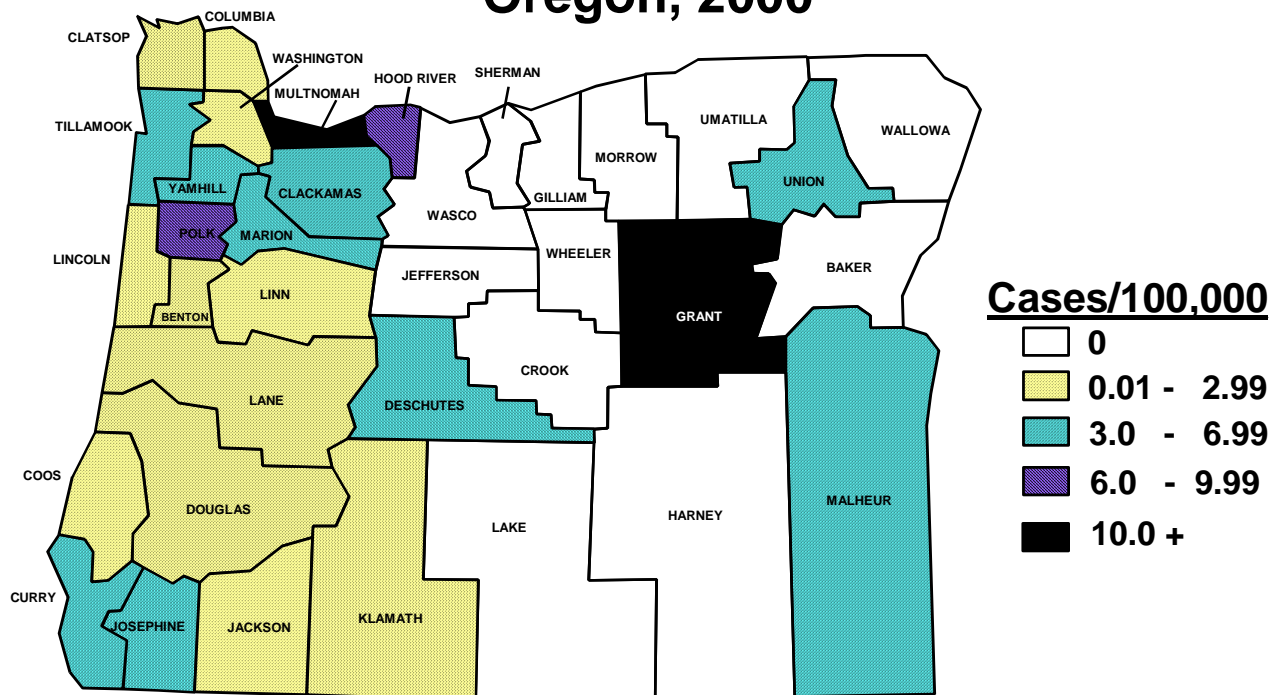 Oregon, 2000
COLUMBIA
CLATSOP
WASHINGTON
HOOD RIVER
SHERMAN
MULTNOMAH
TILLAMOOK
UMATILLA
WALLOWA
MORROW
GILLIAM
UNION
YAMHILL
CLACKAMAS
WASCO
POLK
MARION
LINCOLN
WHEELER
BAKER
JEFFERSON
LINN
BENTON
GRANT
CROOK
LANE
DESCHUTES
COOS
DOUGLAS
LAKE
HARNEY
MALHEUR
CURRY
JOSEPHINE
JACKSON
KLAMATH
Cases/100,000
0
0.01 - 2.99
3.0 - 6.99
6.0 - 9.99
10.0 +